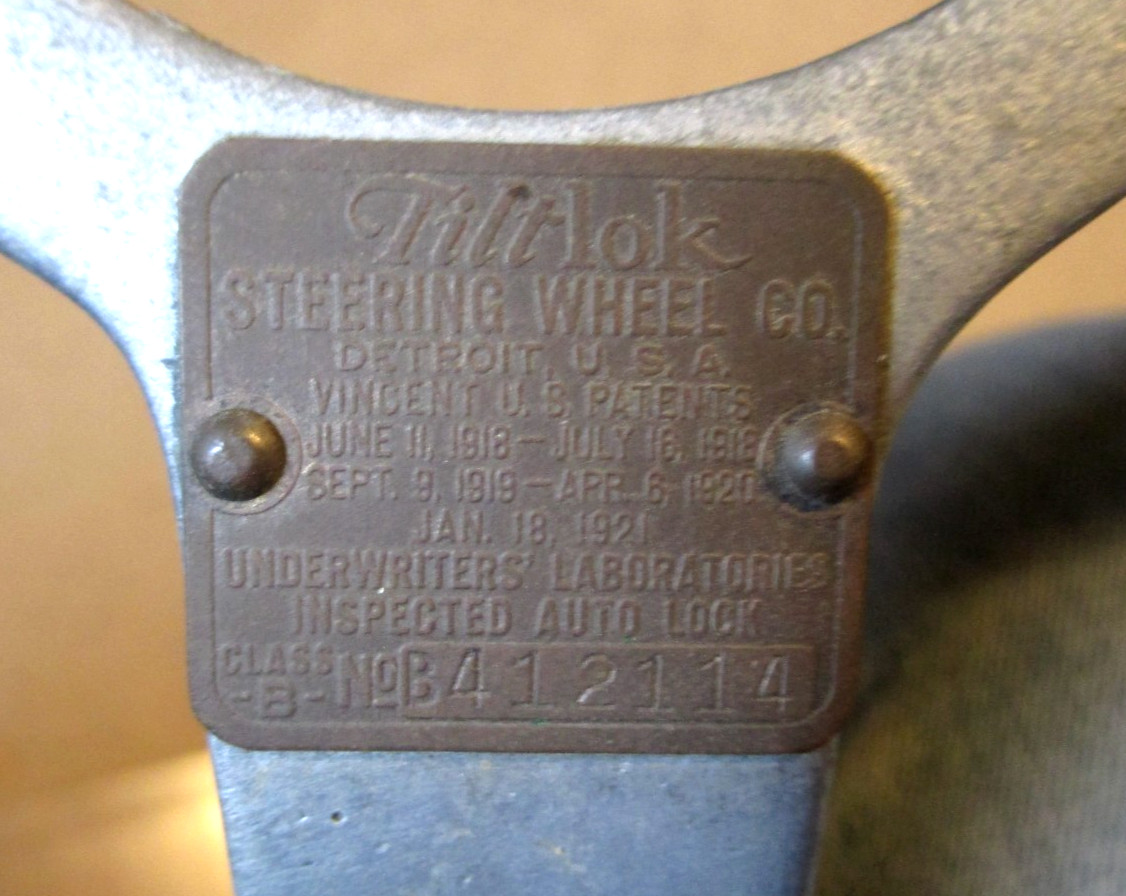 Tiltlok
STEERING WHEEL CO.
DETROIT, U. S. A.
VINCENT U. S. PATENTS
JUNE 11, 1918 — JULY 16, 1918
SEPT. 9, 1919 — APR. 6, 1920
JAN. 18, 1921
UNDERWRITERS' LABORATORIES
INSPECTED AUTO LOCK
CLASS
-B- No B412114